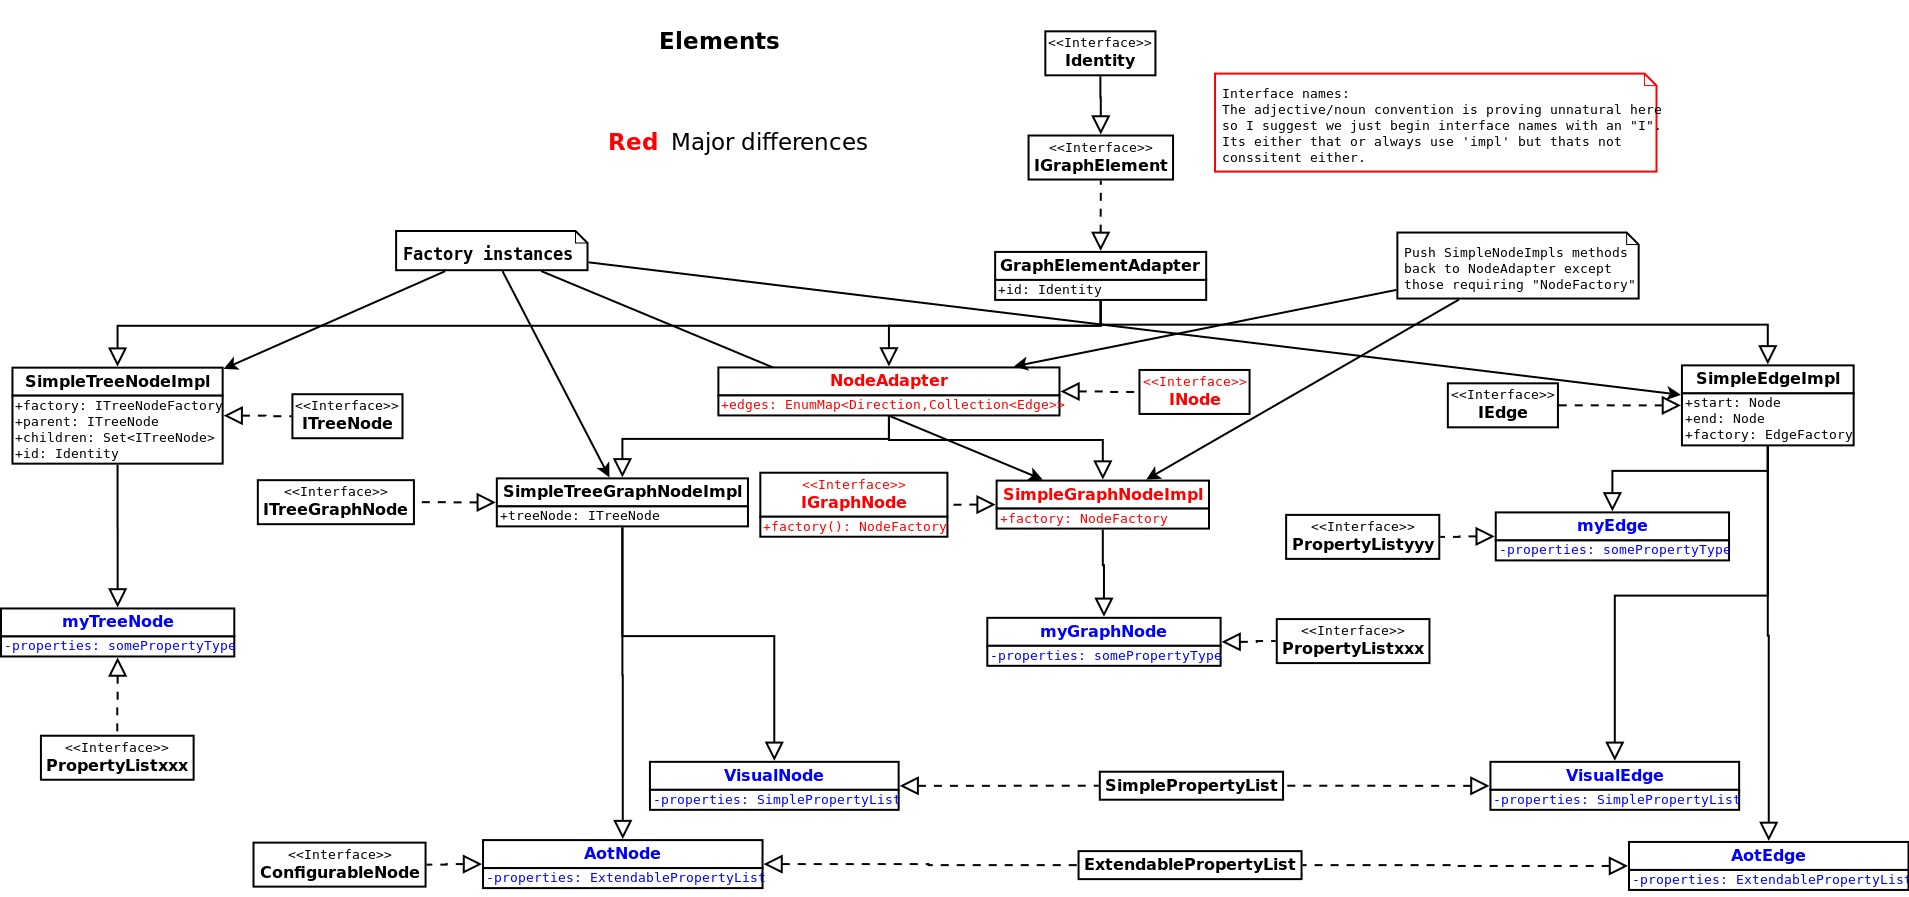 Elements
<<Interface>>
Identity
Interface names:
The adjective/noun convention is proving unnatural here
so I suggest we just begin interface names with an "I".
Its either that or always use 'impl' but thats not
conssitent either.
Red Major differences
<<Interface>>
IGraphElement
Factory instances
GraphElementAdapter
+id: Identity
Push SimpleNodeImpls methods
back to NodeAdapter except
those requiring "NodeFactory"
SimpleTreeNodeImpl
+factory: ITreeNodeFactory
+parent: ITreeNode
+children: Set<ITreeNode>
+id: Identity
<<Interface>>
ITreeNode
NodeAdapter
+edges: EnumMap<Direction,Collection<Edge>>
<<Interface>>
INode
<<Interface>>
IEdge
SimpleEdgeImpl
+start: Node
+end: Node
+factory: EdgeFactory
<<Interface>>
ITreeGraphNode
SimpleTreeGraphNodeImpl
+treeNode: ITreeNode
<<Interface>>
IGraphNode
+factory(): NodeFactory
SimpleGraphNodeImpl
+factory: NodeFactory
<<Interface>>
PropertyListyyy
myEdge
-properties: somePropertyType
myTreeNode
-properties: somePropertyType
myGraphNode
-properties: somePropertyType
<<Interface>>
PropertyListxxx
<<Interface>>
PropertyListxxx
VisualNode
-properties: SimplePropertyList
SimplePropertyList
VisualEdge
-properties: SimplePropertyList
<<Interface>>
ConfigurableNode
AotNode
-properties: ExtendablePropertyList
ExtendablePropertyList
AotEdge
-properties: ExtendablePropertyList